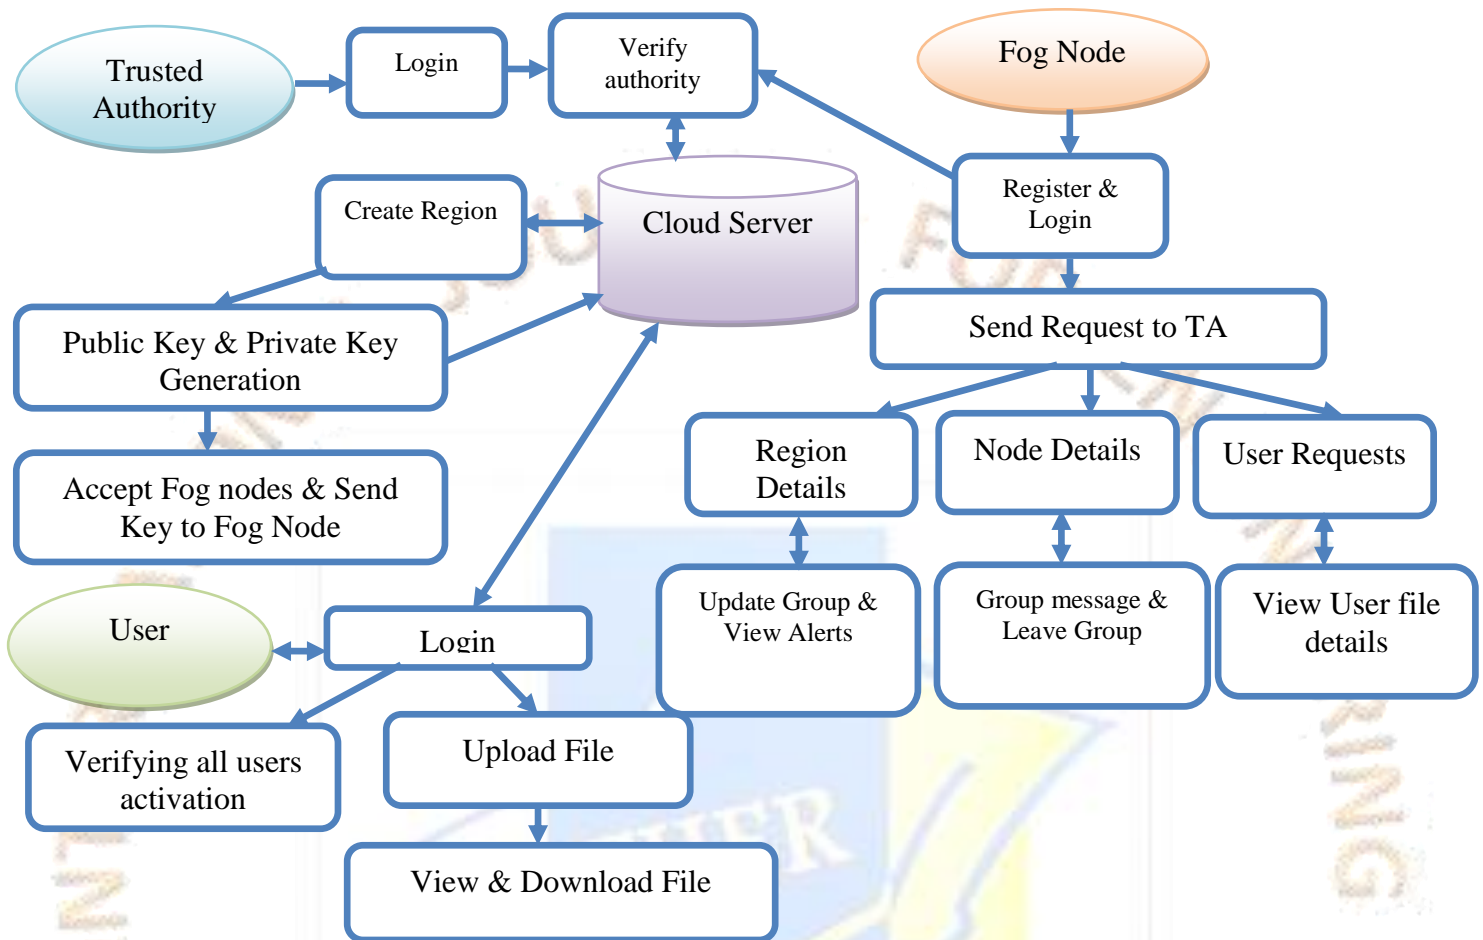 Trusted
Authority
Login
Verify
authority
Fog Node
Create Region
Cloud Server
Register &
Login
Public Key & Private Key
Generation
Send Request to TA
Accept Fog nodes & Send
Key to Fog Node
Region
Details
Node Details
User Requests
User
Login
Update Group &
View Alerts
Group message &
Leave Group
View User file
details
Verifying all users
activation
Upload File
View & Download File